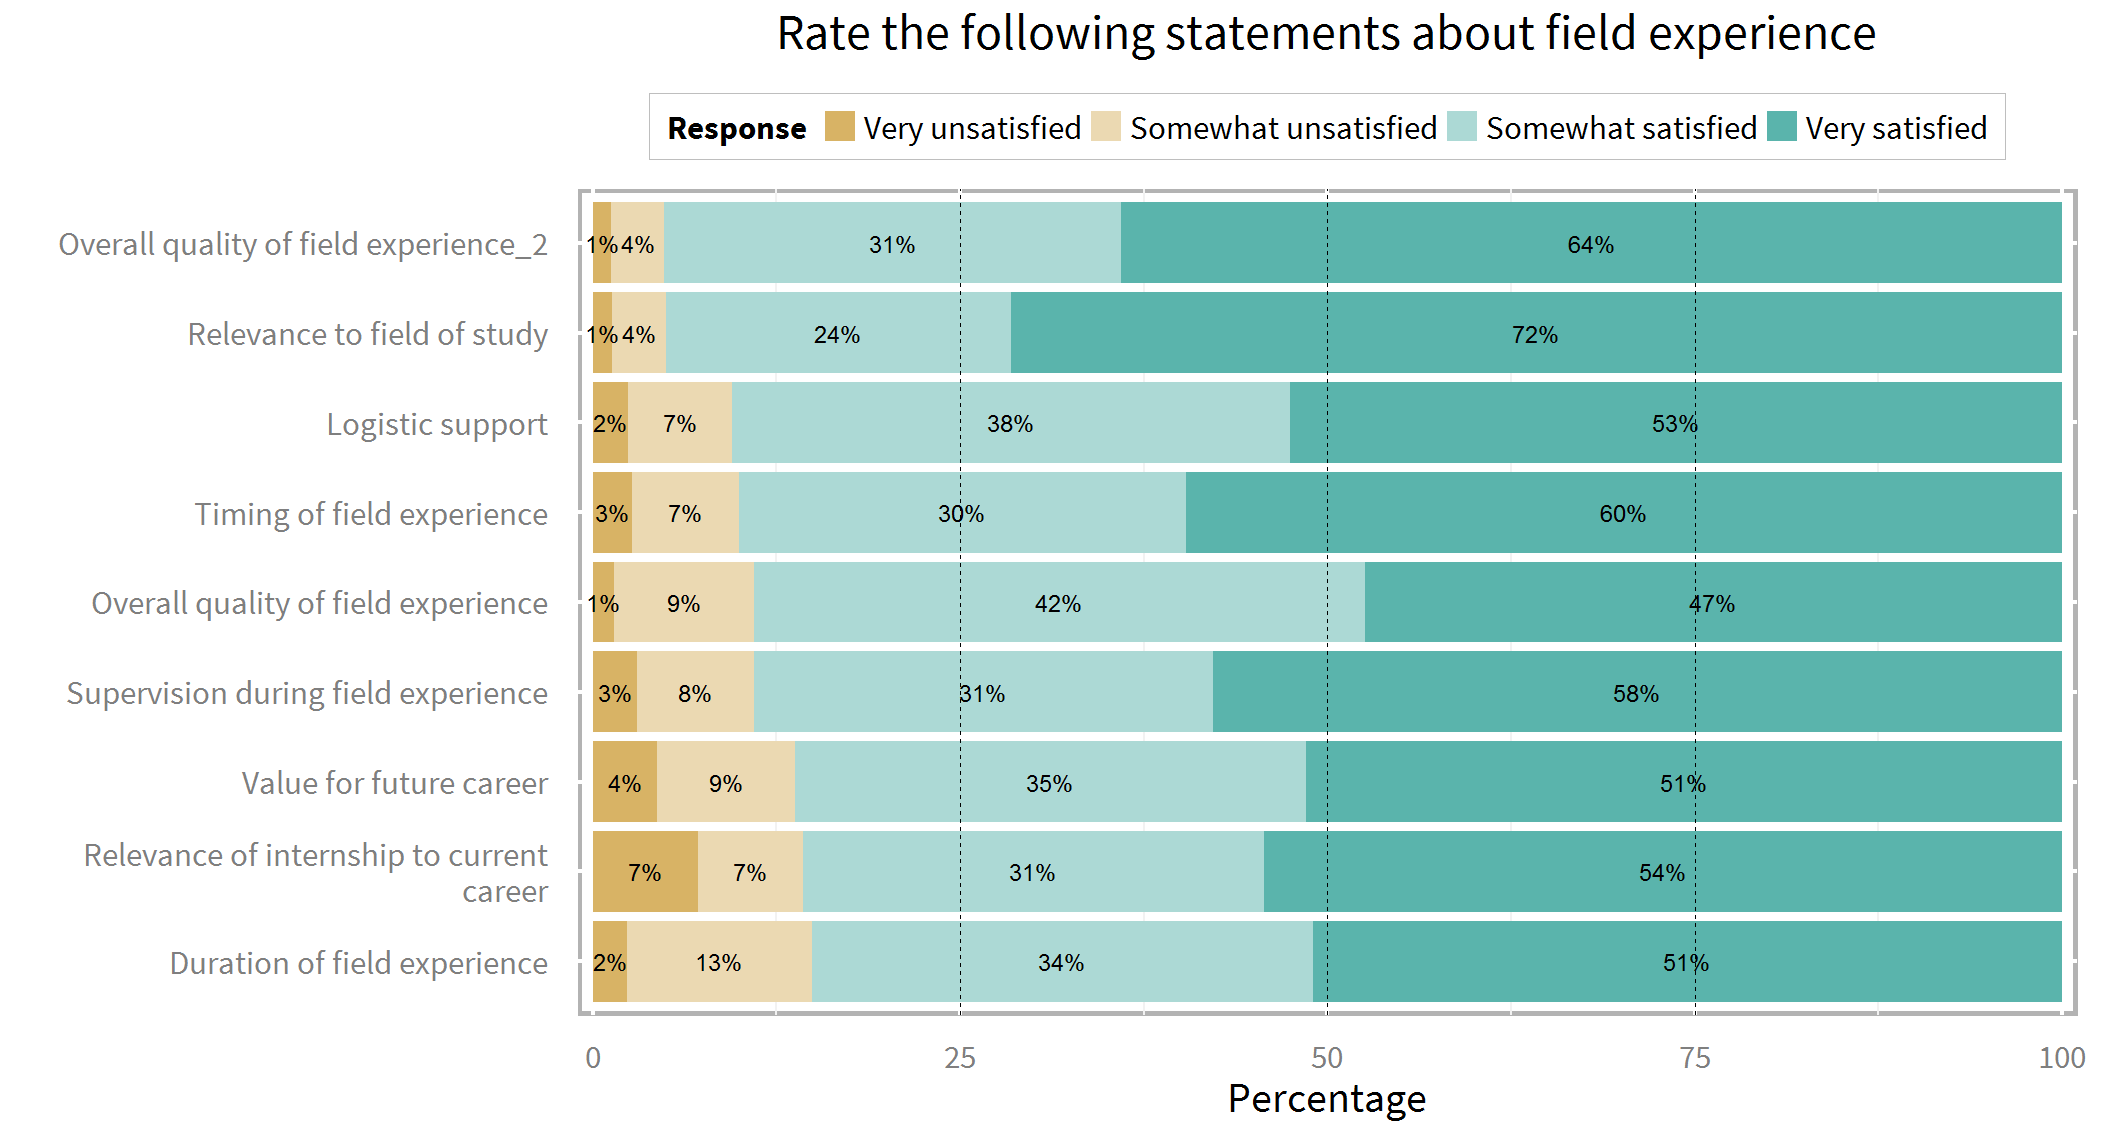 Rate the following statements about field experience
Response Very unsatisfied Somewhat unsatisfied Somewhat satisfied Very satisfied
Overall quality of field experience_2 1% 4% 31% 64%
Relevance to field of study 1% 4% 24% 72%
Logistic support 2% 7% 38% 53%
Timing of field experience 3% 7% 30% 60%
Overall quality of field experience 1% 9% 42% 47%
Supervision during field experience 3% 8% 31% 58%
Value for future career 4% 9% 35% 51%
Relevance of internship to current
career 7% 7% 31% 54%
Duration of field experience 2% 13% 34% 51%
0 25 50 75 100
Percentage